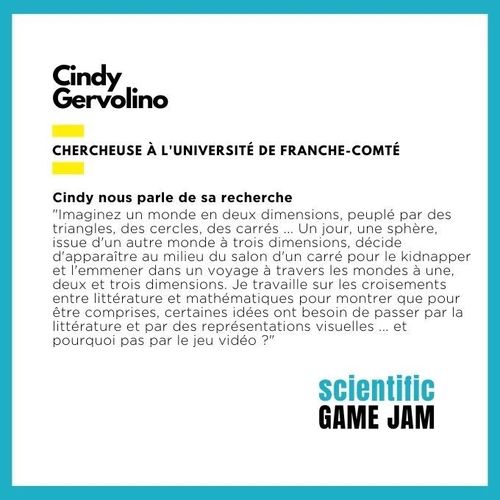 Cindy
Gervolino
CHERCHEUSE À L'UNIVERSITÉ DE FRANCHE-COMTÉ
Cindy nous parle de sa recherche
"Imaginez un monde en deux dimensions, peuplé par des
triangles, des cercles, des carrés ... Un jour, une sphère,
issue d'un autre monde à trois dimensions, décide
d'apparaître au milieu du salon d'un carré pour le kidnapper
et l'emmener dans un voyage à travers les mondes à une,
deux et trois dimensions. Je travaille sur les croisements
entre littérature et mathématiques pour montrer que pour
être comprises, certaines idées ont besoin de passer par la
littérature et par des représentations visuelles ... et
pourquoi pas par le jeu vidéo ?"
scientific
GAME JAM